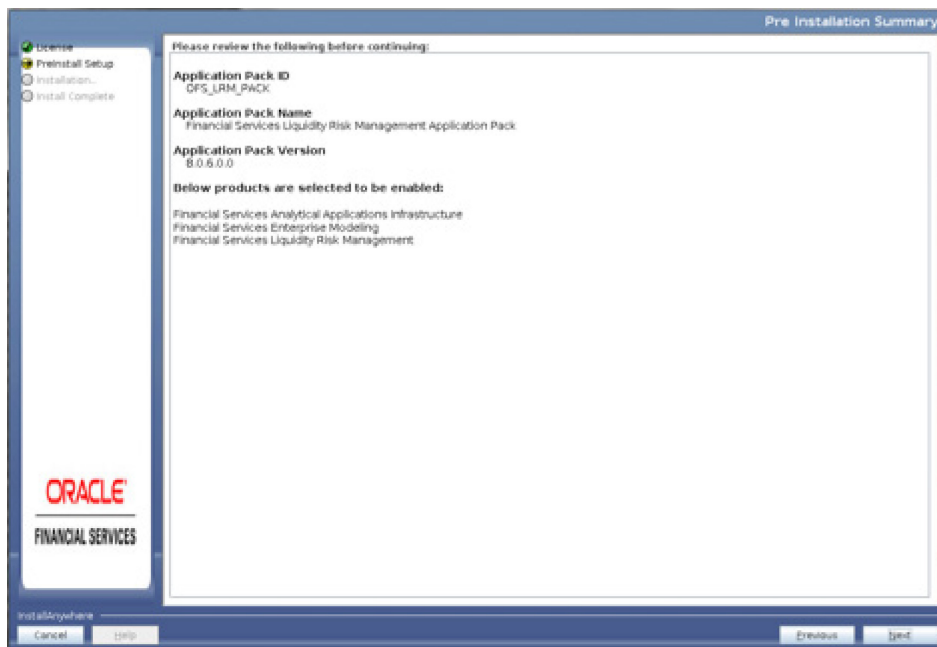 Pre Installation Summary
License
Preinstall Setup
Installation...
Install Complete
Please review the following before continuing:
Application Pack ID
OFS_LRM_PACK
Application Pack Name
Financial Services Liquidity Risk Management Application Pack
Application Pack Version
8.0.6.0.0
Below products are selected to be enabled:
Financial Services Analytical Applications Infrastructure
Financial Services Enterprise Modeling
Financial Services Liquidity Risk Management
ORACLE
FINANCIAL SERVICES
InstallAnywhere
Cancel Help Previous Next